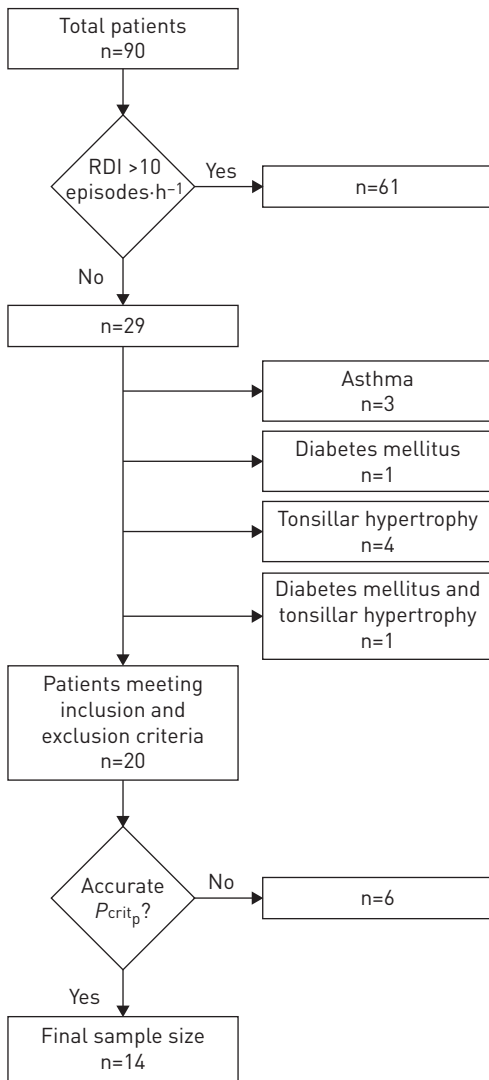 Total patients
n=90
RDI >10
episodes·h⁻¹
Yes
n=61
No
n=29
Asthma
n=3
Diabetes mellitus
n=1
Tonsillar hypertrophy
n=4
Diabetes mellitus and
tonsillar hypertrophy
n=1
Patients meeting
inclusion and
exclusion criteria
n=20
Accurate
Pcritₚ?
No
n=6
Yes
Final sample size
n=14